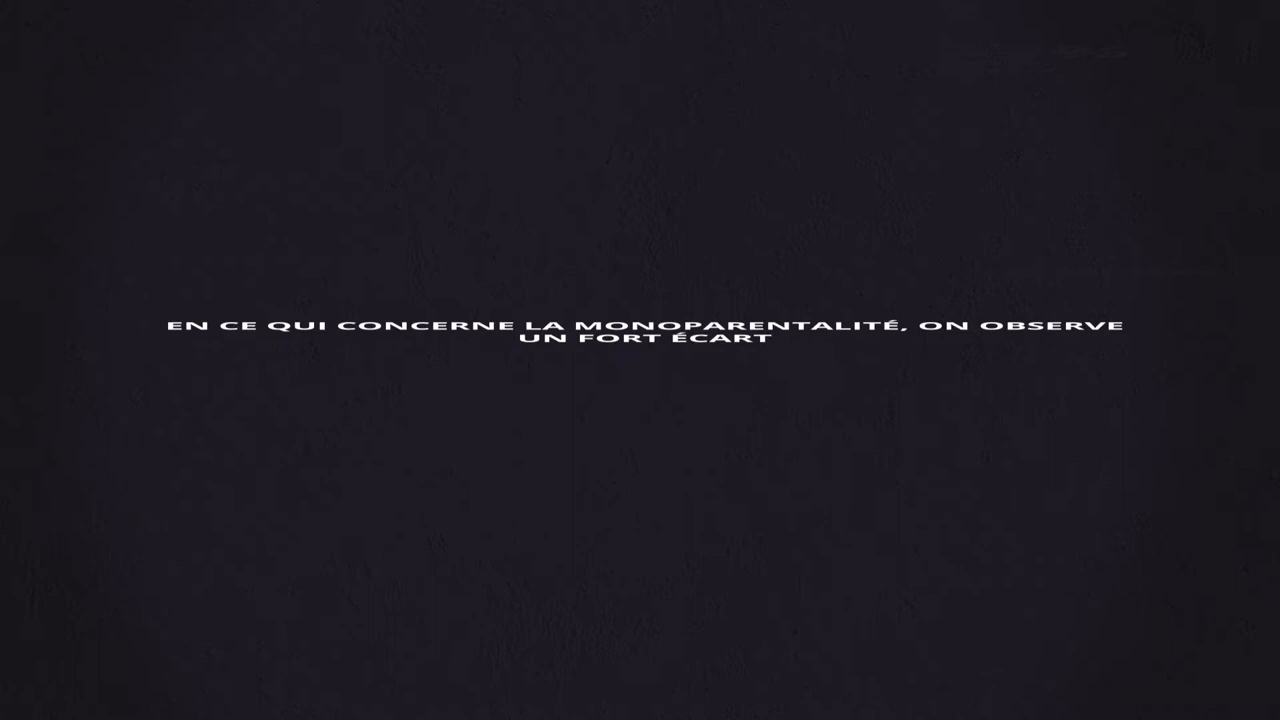 EN CE QUI CONCERNE LA MONOPARENTALITÉ, ON OBSERVE
UN FORT ÉCART